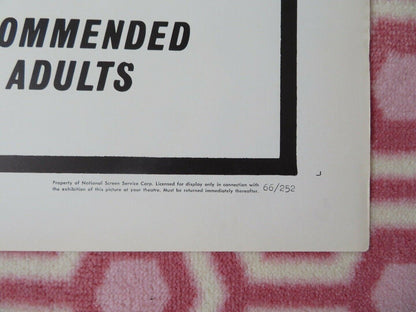 OMMENDED
ADULTS
Property of National Screen Service Corp. Licensed for display only in connection with
the exhibition of this picture at your theatre. Must be returned immediately thereafter. 66/252